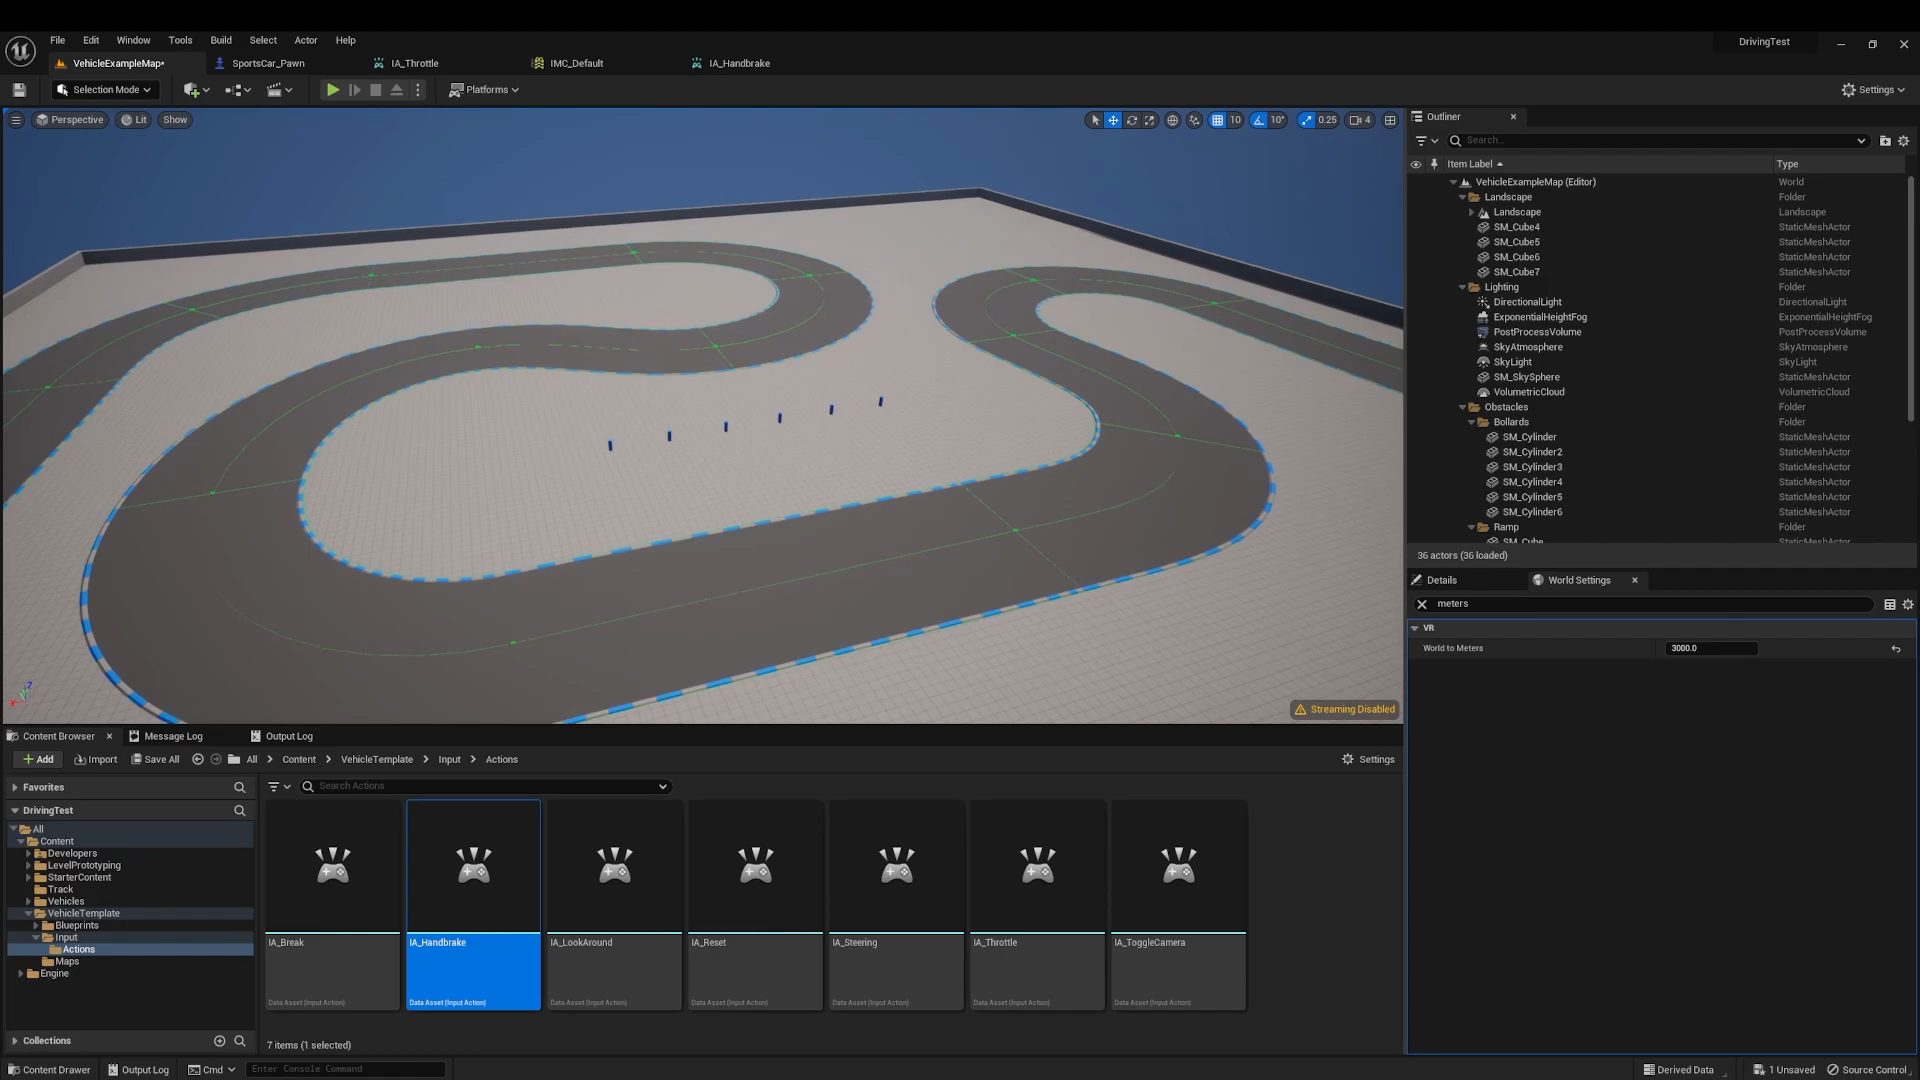 File Edit Window Tools Build Select Actor Help
DrivingTest
VehicleExampleMap*
SportsCar_Pawn
IA_Throttle
IMC_Default
IA_Handbrake
Selection Mode
Platforms
Settings
Perspective
Lit
Show
10
10°
0.25
4
Streaming Disabled
Outliner
Search...
Item Label
Type
VehicleExampleMap (Editor) World
Landscape Folder
Landscape Landscape
SM_Cube4 StaticMeshActor
SM_Cube5 StaticMeshActor
SM_Cube6 StaticMeshActor
SM_Cube7 StaticMeshActor
Lighting Folder
DirectionalLight DirectionalLight
ExponentialHeightFog ExponentialHeightFog
PostProcessVolume PostProcessVolume
SkyAtmosphere SkyAtmosphere
SkyLight SkyLight
SM_SkySphere StaticMeshActor
VolumetricCloud VolumetricCloud
Obstacles Folder
Bollards Folder
SM_Cylinder StaticMeshActor
SM_Cylinder2 StaticMeshActor
SM_Cylinder3 StaticMeshActor
SM_Cylinder4 StaticMeshActor
SM_Cylinder5 StaticMeshActor
SM_Cylinder6 StaticMeshActor
Ramp Folder
SM_Cube StaticMeshActor
36 actors (36 loaded)
Details
World Settings
meters
VR
World to Meters 3000.0
Content Browser
Message Log
Output Log
Add
Import
Save All
All
Content
VehicleTemplate
Input
Actions
Settings
Favorites
DrivingTest
All
Content
Developers
LevelPrototyping
StarterContent
Track
Vehicles
VehicleTemplate
Blueprints
Input
Actions
Maps
Engine
Collections
Search Actions
IA_Break
Data Asset (Input Action)
IA_Handbrake
Data Asset (Input Action)
IA_LookAround
Data Asset (Input Action)
IA_Reset
Data Asset (Input Action)
IA_Steering
Data Asset (Input Action)
IA_Throttle
Data Asset (Input Action)
IA_ToggleCamera
Data Asset (Input Action)
7 items (1 selected)
Content Drawer
Output Log
Cmd
Enter Console Command
Derived Data
1 Unsaved
Source Control
Z
X